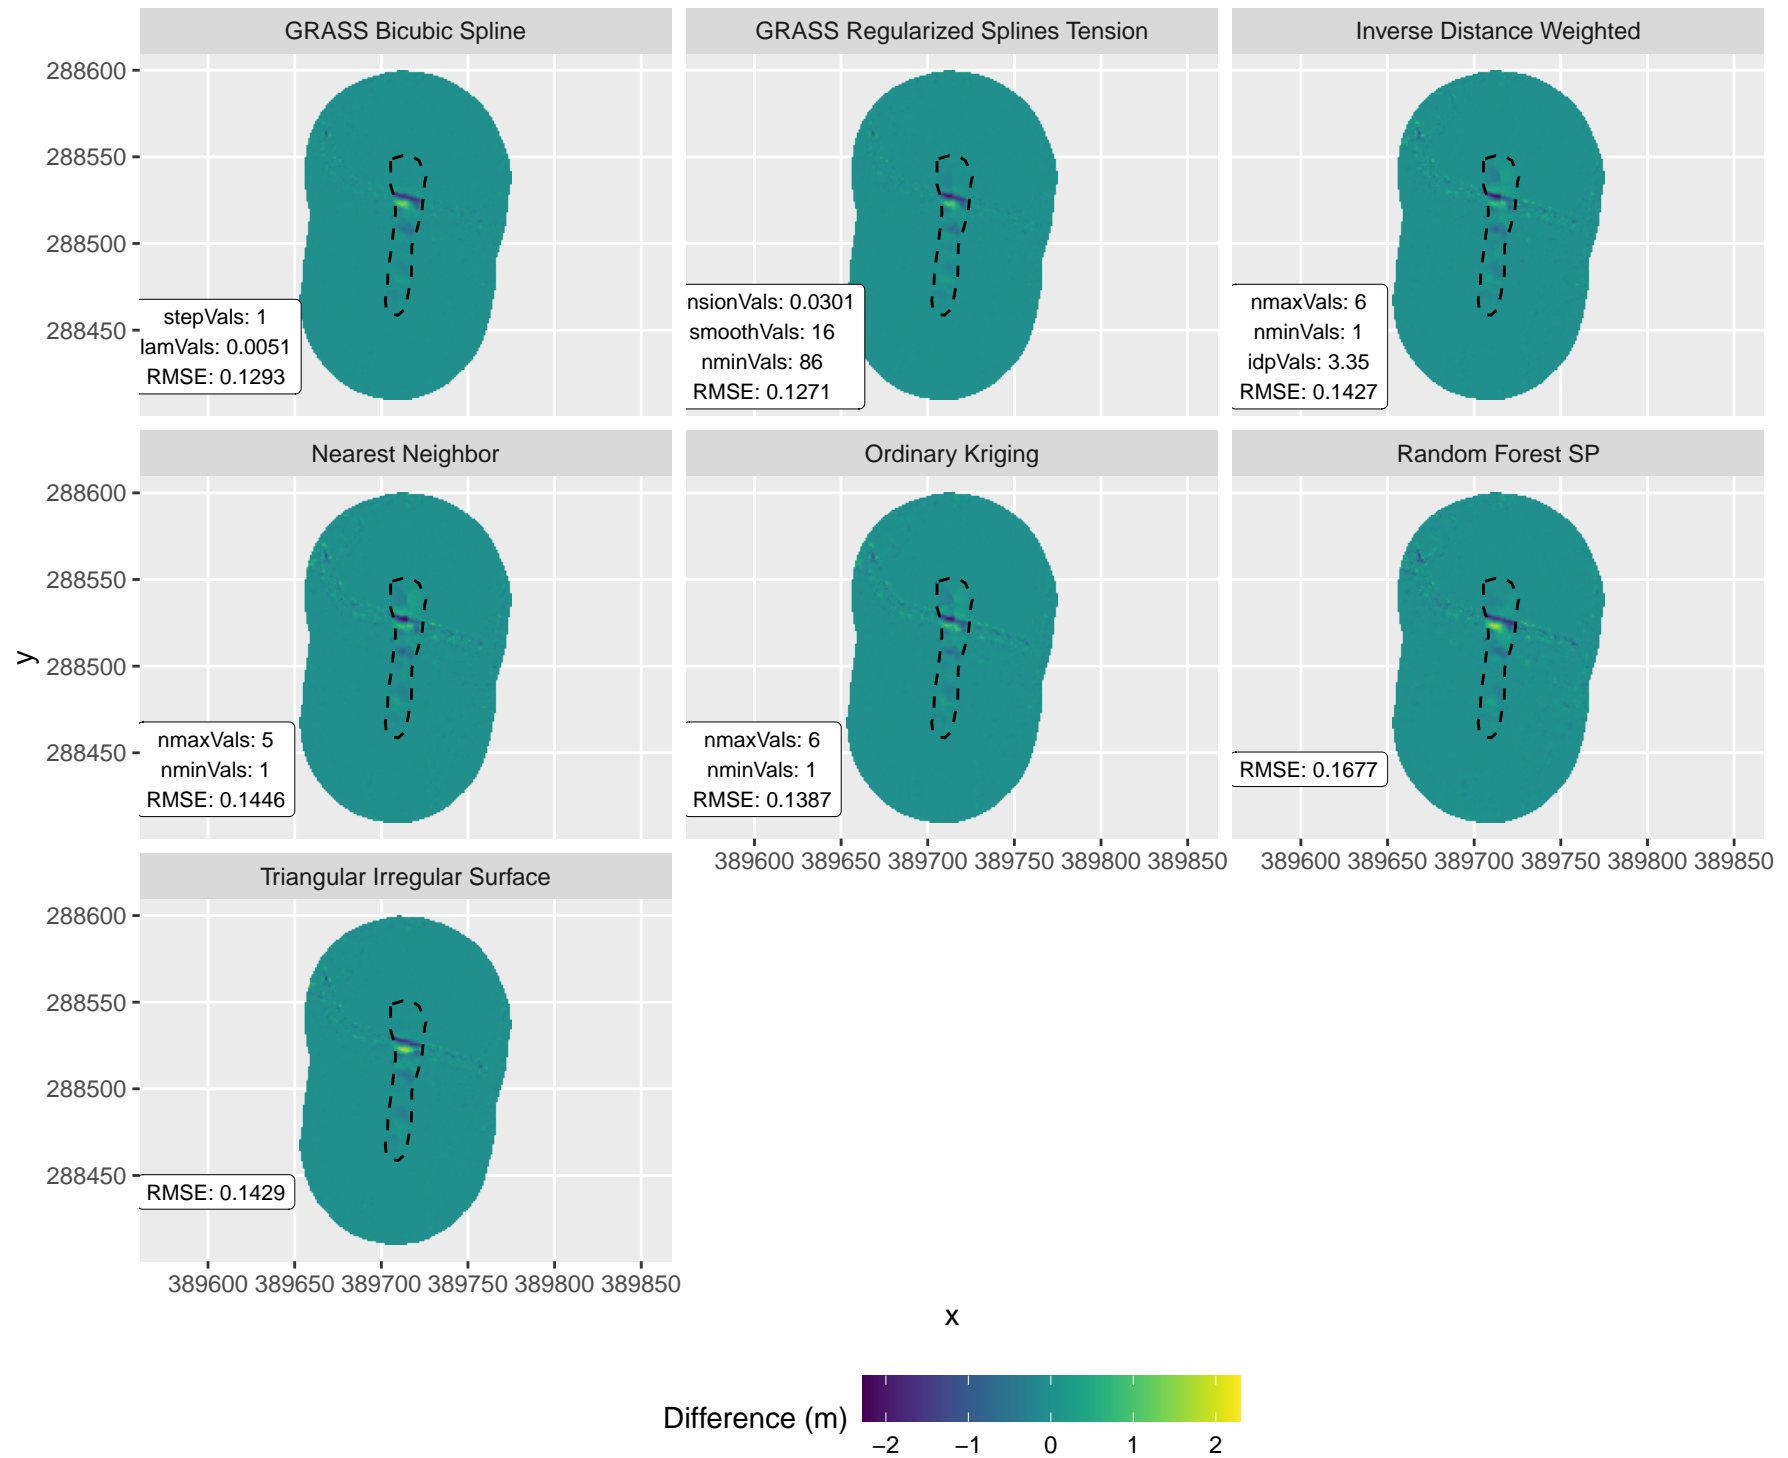 GRASS Bicubic Spline
GRASS Regularized Splines Tension
Inverse Distance Weighted
288600
288550
288500
288450
stepVals: 1
lamVals: 0.0051
RMSE: 0.1293
nsionVals: 0.0301
smoothVals: 16
nminVals: 86
RMSE: 0.1271
nmaxVals: 6
nminVals: 1
idpVals: 3.35
RMSE: 0.1427
Nearest Neighbor
Ordinary Kriging
Random Forest SP
288600
288550
288500
288450
y
nmaxVals: 5
nminVals: 1
RMSE: 0.1446
nmaxVals: 6
nminVals: 1
RMSE: 0.1387
RMSE: 0.1677
389600 389650 389700 389750 389800 389850
389600 389650 389700 389750 389800 389850
Triangular Irregular Surface
288600
288550
288500
288450
RMSE: 0.1429
389600 389650 389700 389750 389800 389850
x
Difference (m)
−2 −1 0 1 2